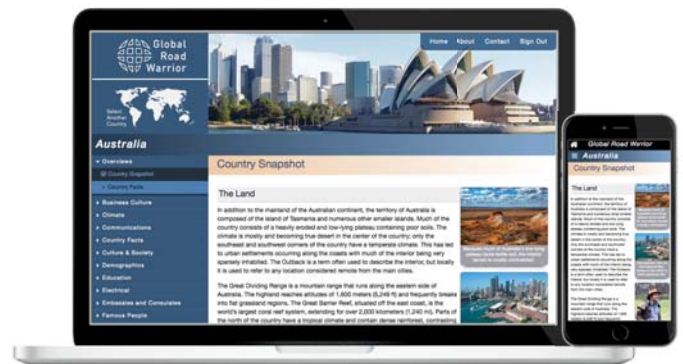 Global
Road
Warrior
Home About Contact Sign Out
Select
Another
Country
Australia
Overviews
Country Snapshot
Country Facts
Business Culture
Climate
Communications
Country Facts
Culture & Society
Demographics
Education
Electrical
Embassies and Consulates
Famous People
Country Snapshot
The Land
In addition to the mainland of the Australian continent, the territory of Australia is
composed of the island of Tasmania and numerous other smaller islands. Much of the
country consists of a heavily eroded and low-lying plateau containing poor soils. The
climate is mostly and becoming true desert in the center of the country; only the
southeast and southwest corners of the country have a temperate climate. This has led
to urban settlements occurring along the coasts with much of the interior being very
sparsely inhabited. The Outback is a term often used to describe the interior, but locally
it is used to refer to any location considered remote from the main cities.
The Great Dividing Range is a mountain range that runs along the eastern side of
Australia. The highland reaches altitudes of 1,600 meters (5,249 ft) and frequently breaks
into flat grassland regions. The Great Barrier Reef, situated off the east coast, is the
world's largest coral reef system, extending for over 2,000 kilometers (1,240 mi). Parts of
the north of the country have a tropical climate and contain dense rainforest, contrasting
Because much of Australia is a low-lying
Global Road Warrior
Australia
Country Snapshot
The Land